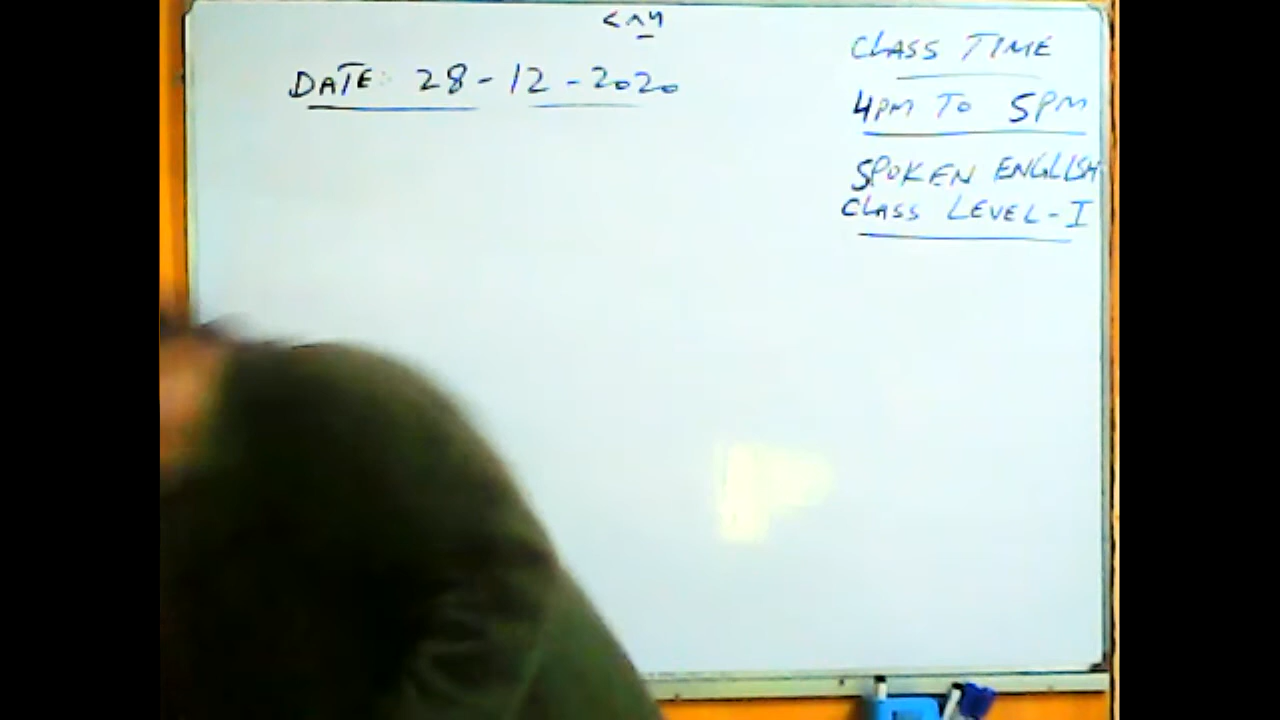 DATE: 28-12-2020
CLASS TIME
4PM TO 5PM
SPOKEN ENGLISH
CLASS LEVEL-I